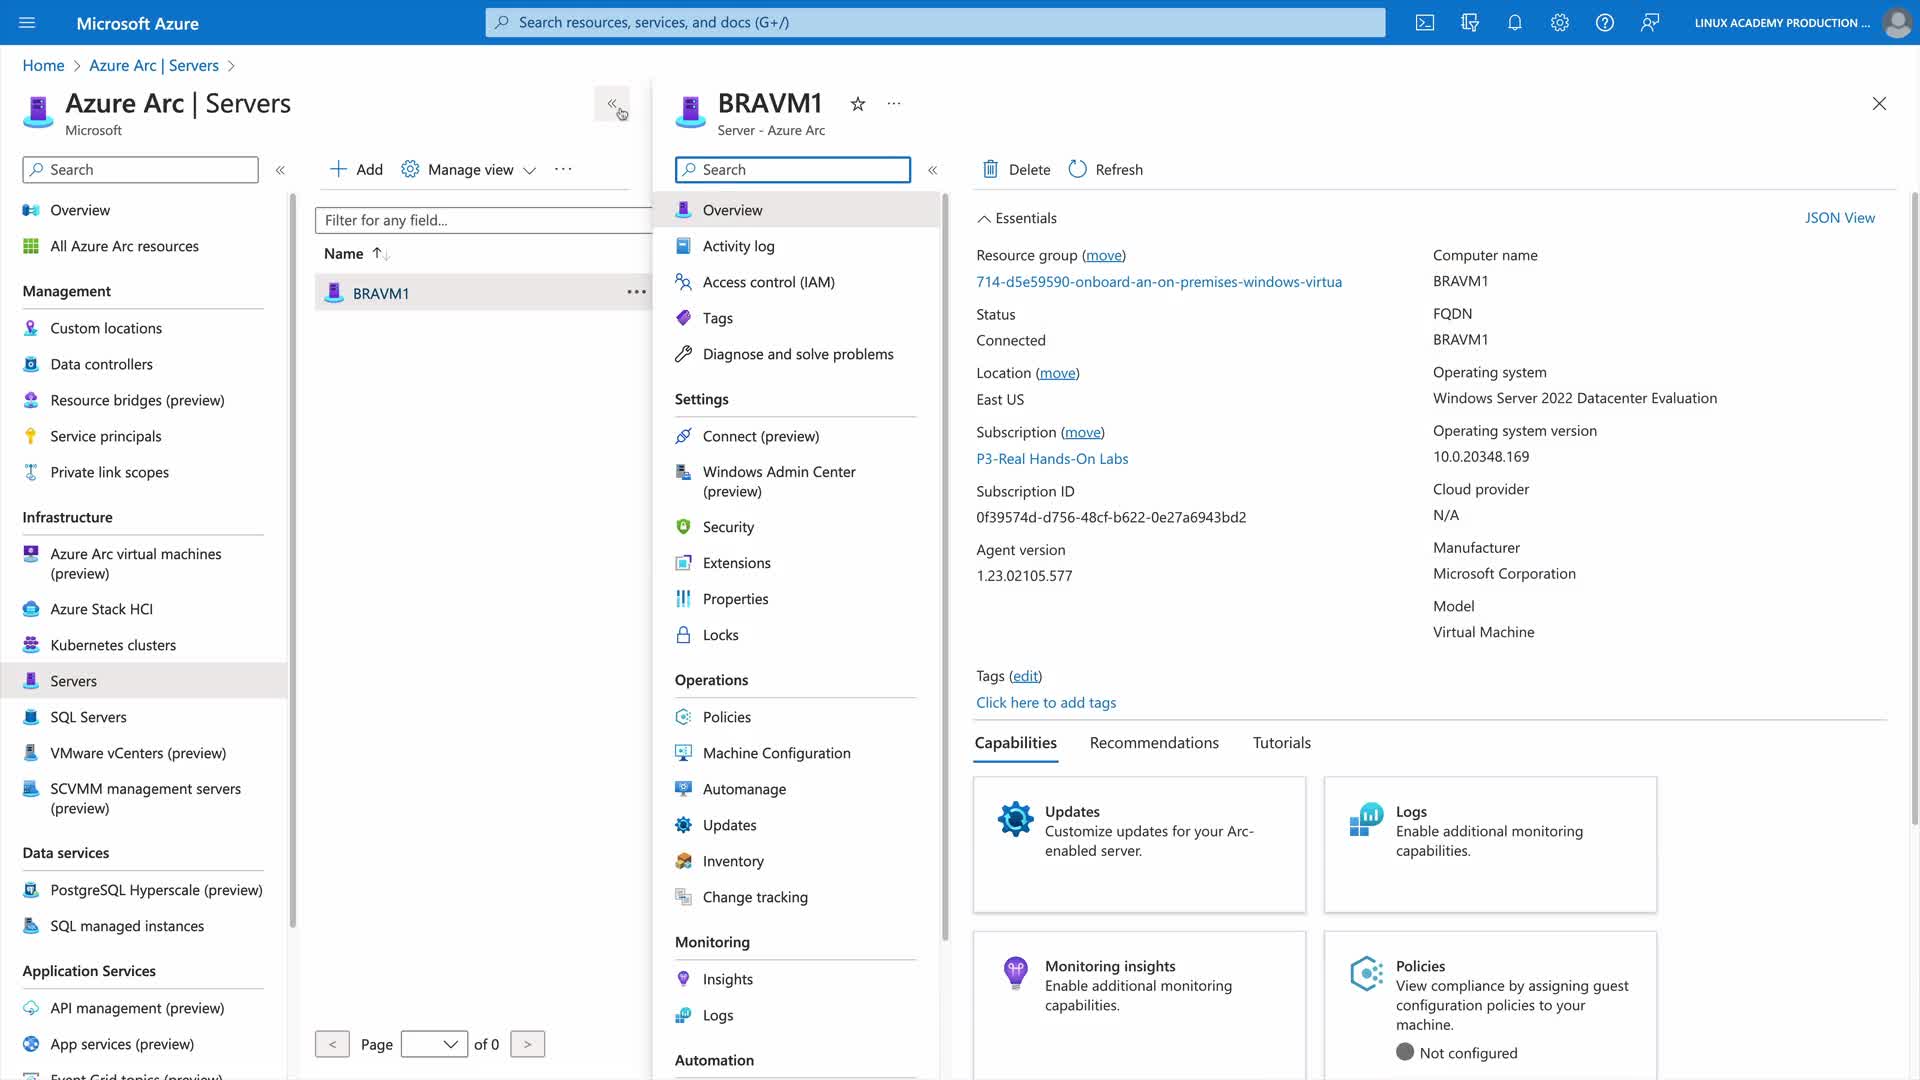 Microsoft Azure
Search resources, services, and docs (G+/)
LINUX ACADEMY PRODUCTION ...
Home > Azure Arc | Servers >
Azure Arc | Servers
Microsoft
Search
Overview
All Azure Arc resources
Management
Custom locations
Data controllers
Resource bridges (preview)
Service principals
Private link scopes
Infrastructure
Azure Arc virtual machines
(preview)
Azure Stack HCI
Kubernetes clusters
Servers
SQL Servers
VMware vCenters (preview)
SCVMM management servers
(preview)
Data services
PostgreSQL Hyperscale (preview)
SQL managed instances
Application Services
API management (preview)
App services (preview)
Event Grid topics (preview)
Add
Manage view
Filter for any field...
Name
BRAVM1
Page
of 0
BRAVM1
Server - Azure Arc
Search
Overview
Activity log
Access control (IAM)
Tags
Diagnose and solve problems
Settings
Connect (preview)
Windows Admin Center
(preview)
Security
Extensions
Properties
Locks
Operations
Policies
Machine Configuration
Automanage
Updates
Inventory
Change tracking
Monitoring
Insights
Logs
Automation
Delete
Refresh
Essentials
JSON View
Resource group (move)
714-d5e59590-onboard-an-on-premises-windows-virtua
Status
Connected
Location (move)
East US
Subscription (move)
P3-Real Hands-On Labs
Subscription ID
0f39574d-d756-48cf-b622-0e27a6943bd2
Agent version
1.23.02105.577
Computer name
BRAVM1
FQDN
BRAVM1
Operating system
Windows Server 2022 Datacenter Evaluation
Operating system version
10.0.20348.169
Cloud provider
N/A
Manufacturer
Microsoft Corporation
Model
Virtual Machine
Tags (edit)
Click here to add tags
Capabilities
Recommendations
Tutorials
Updates
Customize updates for your Arc-
enabled server.
Logs
Enable additional monitoring
capabilities.
Monitoring insights
Enable additional monitoring
capabilities.
Policies
View compliance by assigning guest
configuration policies to your
machine.
Not configured